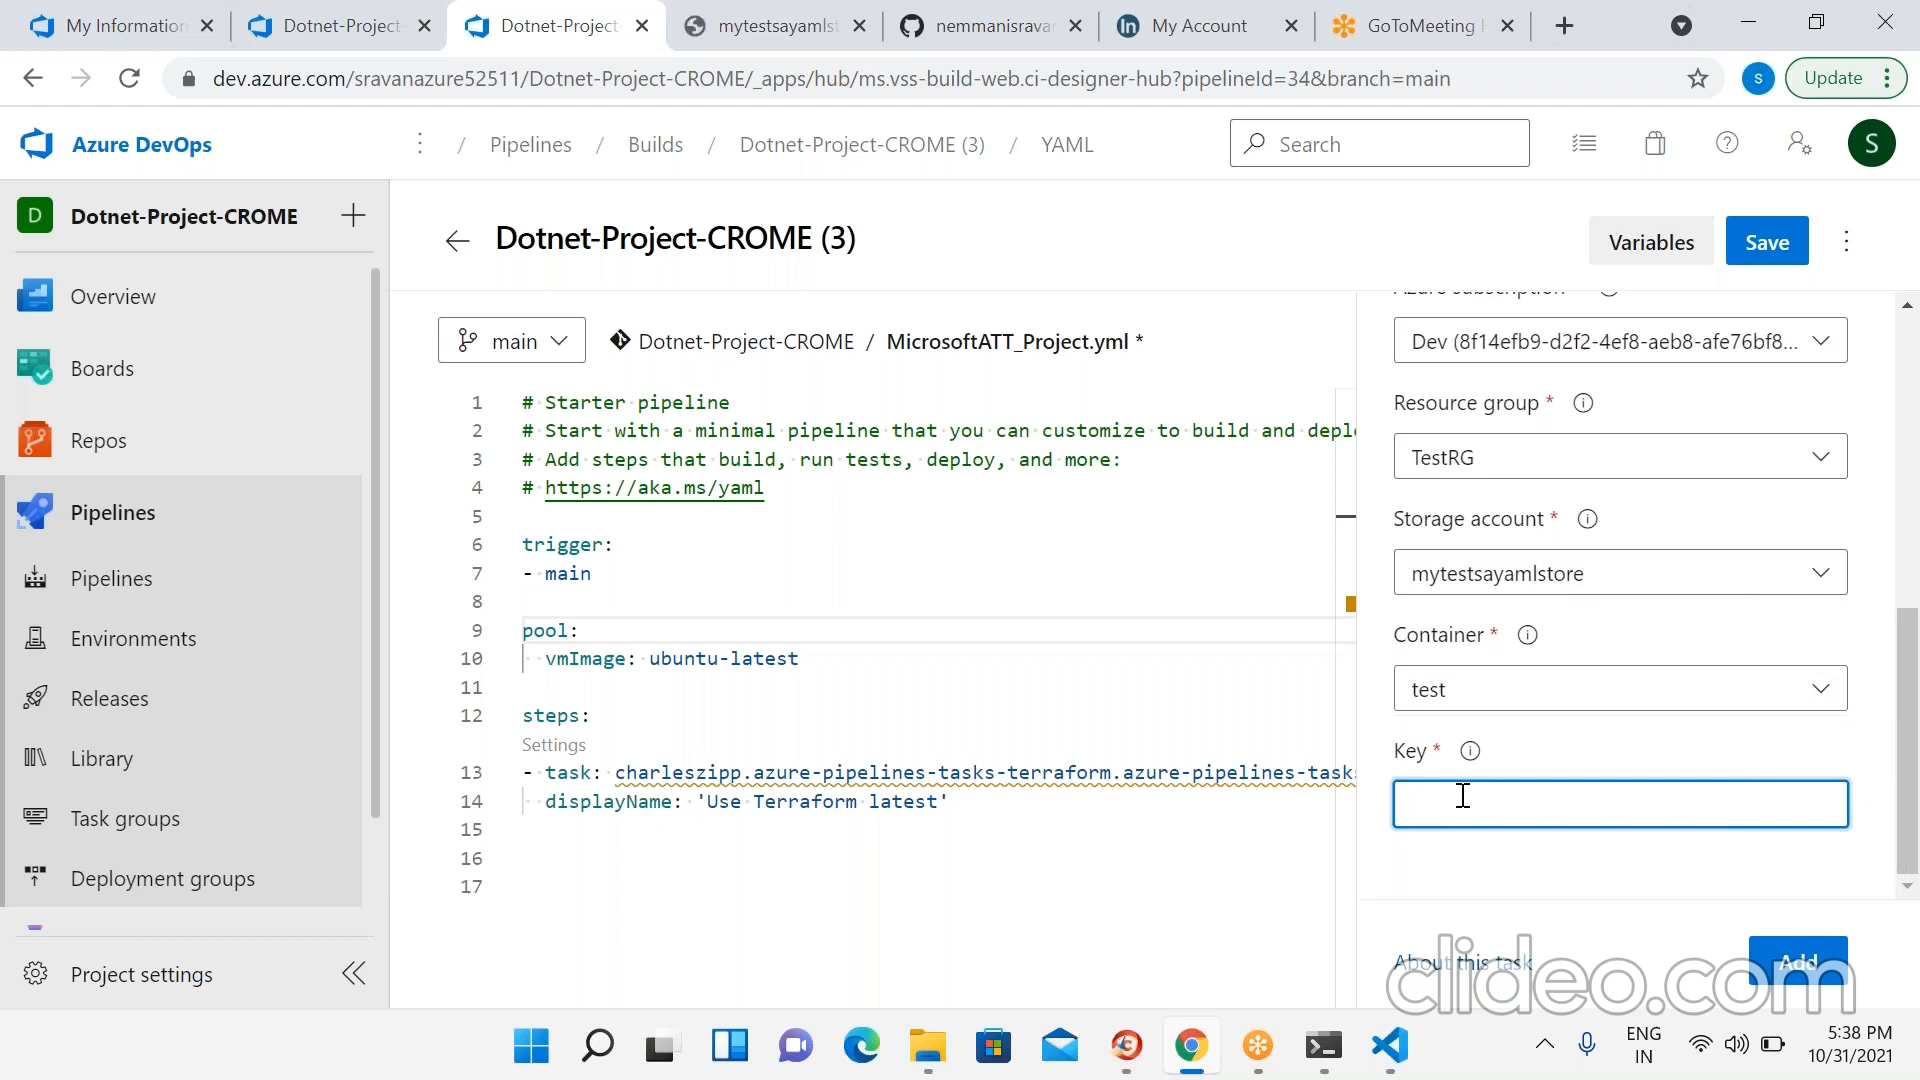 My Information
Dotnet-Project
Dotnet-Project
mytestsayamlst
nemmanisravan
My Account
GoToMeeting H
dev.azure.com/sravanazure52511/Dotnet-Project-CROME/_apps/hub/ms.vss-build-web.ci-designer-hub?pipelineId=34&branch=main
S
Update
Azure DevOps
/ Pipelines / Builds / Dotnet-Project-CROME (3) / YAML
Search
S
D Dotnet-Project-CROME
Overview
Boards
Repos
Pipelines
Pipelines
Environments
Releases
Library
Task groups
Deployment groups
Project settings
Dotnet-Project-CROME (3)
Variables
Save
main
Dotnet-Project-CROME / MicrosoftATT_Project.yml *
1 # Starter pipeline
2 # Start with a minimal pipeline that you can customize to build and deplo
3 # Add steps that build, run tests, deploy, and more:
4 # https://aka.ms/yaml
5
6 trigger:
7 - main
8
9 pool:
10 vmImage: ubuntu-latest
11
12 steps:
Settings
13 - task: charleszipp.azure-pipelines-tasks-terraform.azure-pipelines-tasks
14 displayName: 'Use Terraform latest'
15
16
17
Azure subscription
Dev (8f14efb9-d2f2-4ef8-aeb8-afe76bf8...
Resource group *
TestRG
Storage account *
mytestsayamlstore
Container *
test
Key *
About this task
Add
clideo.com
ENG
IN
5:38 PM
10/31/2021